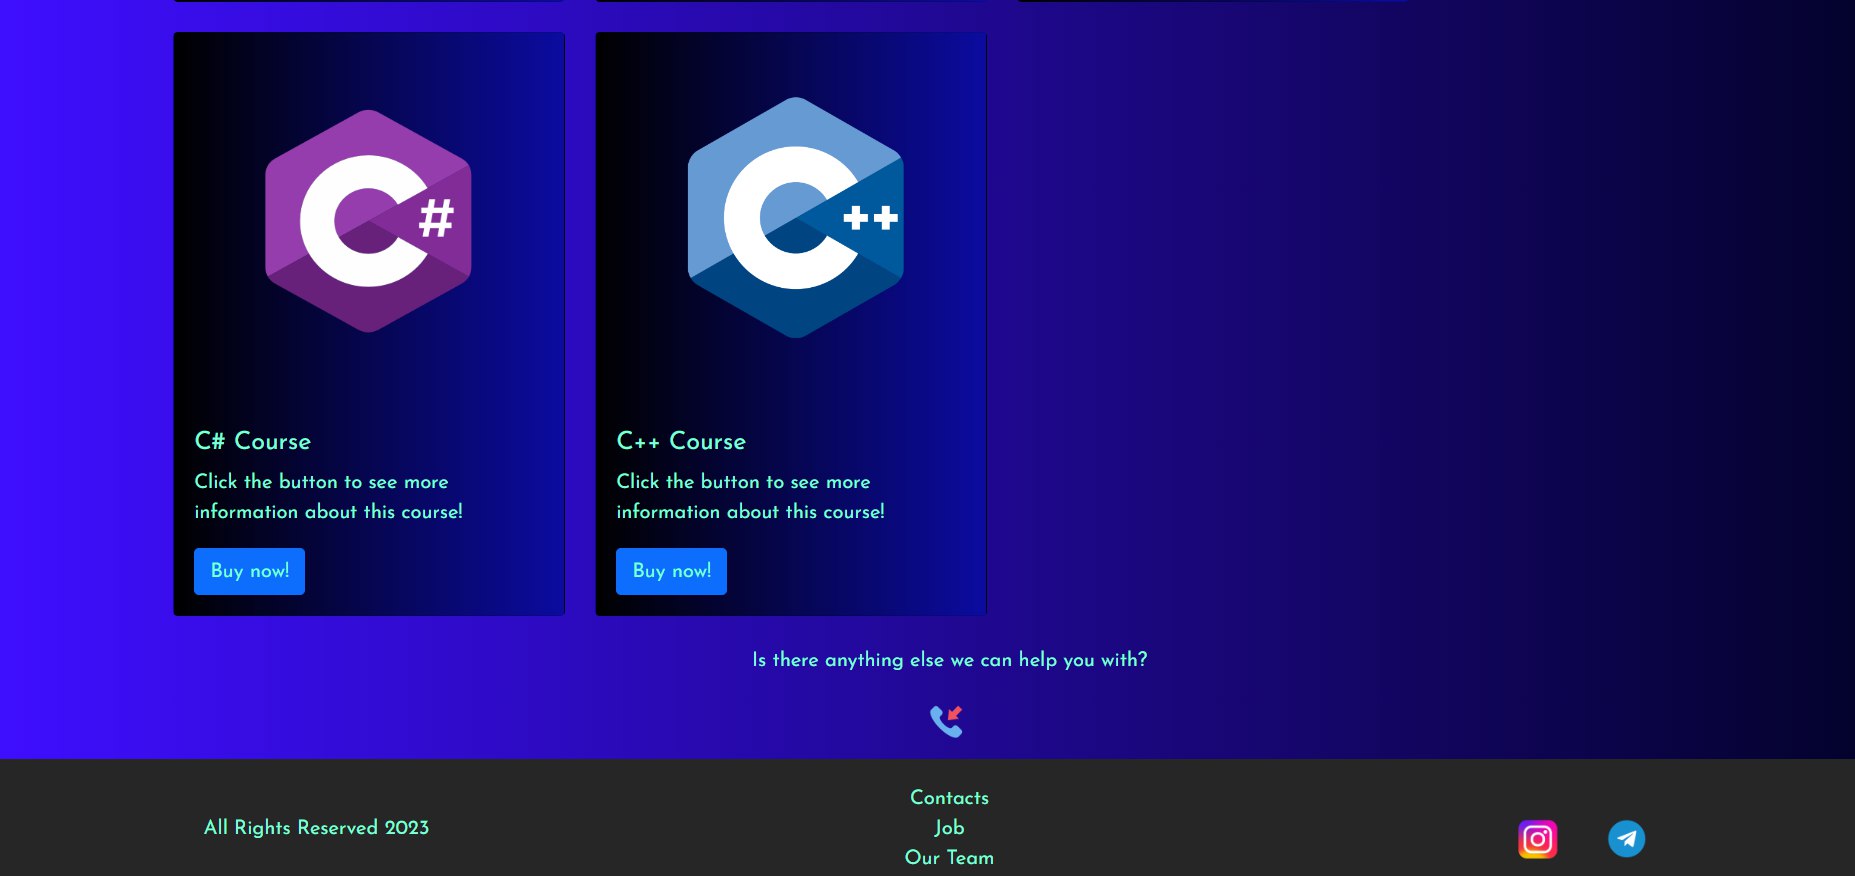 C#
C++
C# Course
Click the button to see more
information about this course!
Buy now!
C++ Course
Click the button to see more
information about this course!
Buy now!
Is there anything else we can help you with?
All Rights Reserved 2023
Contacts
Job
Our Team